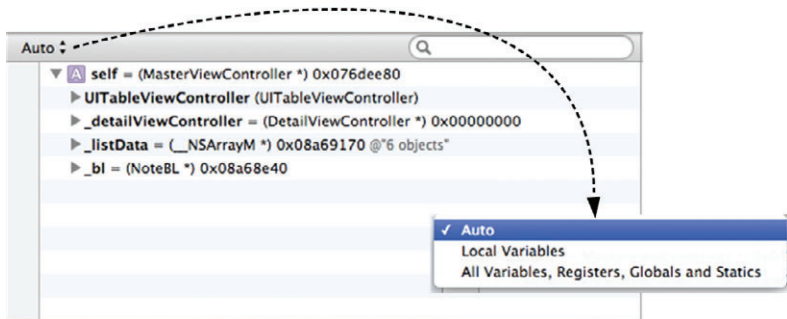 Auto
A self = (MasterViewController *) 0x076dee80
UITableViewController (UITableViewController)
_detailViewController = (DetailViewController *) 0x00000000
_listData = (__NSArrayM *) 0x08a69170 @"6 objects"
_bl = (NoteBL *) 0x08a68e40
✓ Auto
Local Variables
All Variables, Registers, Globals and Statics